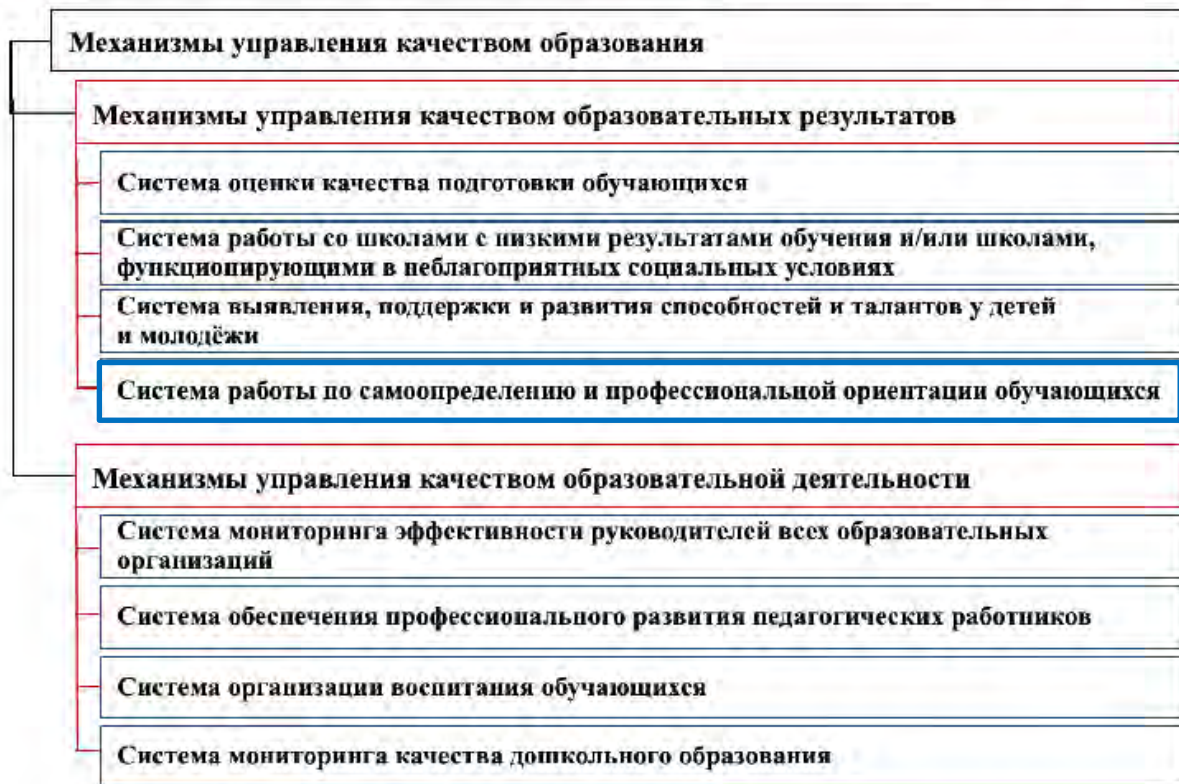 Механизмы управления качеством образования
Механизмы управления качеством образовательных результатов
Система оценки качества подготовки обучающихся
Система работы со школами с низкими результатами обучения и/или школами,
функционирующими в неблагоприятных социальных условиях
Система выявления, поддержки и развития способностей и талантов у детей
и молодёжи
Система работы по самоопределению и профессиональной ориентации обучающихся
Механизмы управления качеством образовательной деятельности
Система мониторинга эффективности руководителей всех образовательных
организаций
Система обеспечения профессионального развития педагогических работников
Система организации воспитания обучающихся
Система мониторинга качества дошкольного образования